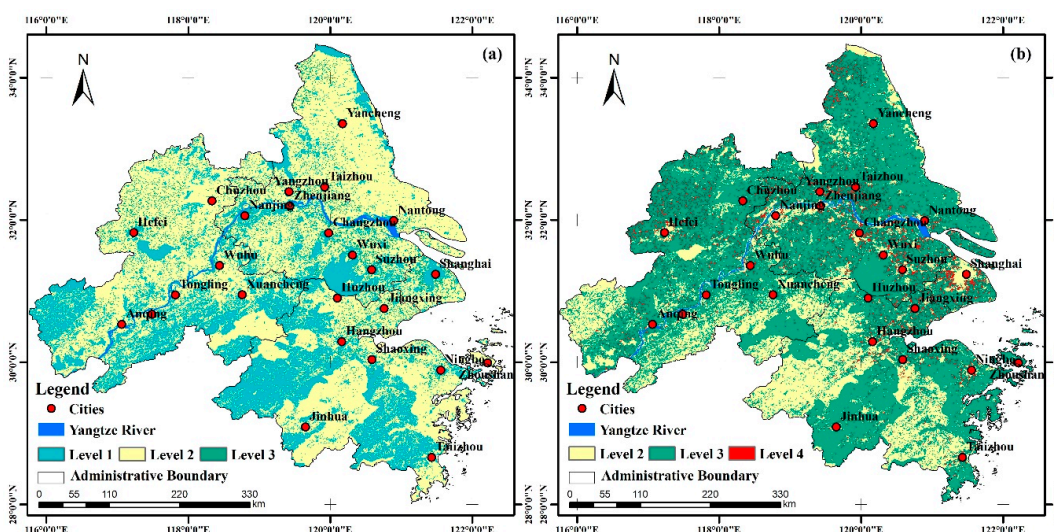 116°0'0"E 118°0'0"E 120°0'0"E 122°0'0"E
(a)
N
34°0'0"N
32°0'0"N
30°0'0"N
28°0'0"N
Yancheng
Chuzhou
Yangzhou
Taizhou
Zhenjiang
Nanjing
Nantong
Hefei
Changzhou
Wuxi
Suzhou
Shanghai
Wuhu
Tongling
Xuancheng
Huzhou
Jiangxing
Anqing
Hangzhou
Shaoxing
Ningbo
Zhoushan
Jinhua
Taizhou
Legend
Cities
Yangtze River
Level 1 Level 2 Level 3
Administrative Boundary
0 55 110 220 330
km
116°0'0"E 118°0'0"E 120°0'0"E 122°0'0"E
116°0'0"E 118°0'0"E 120°0'0"E 122°0'0"E
(b)
N
34°0'0"N
32°0'0"N
30°0'0"N
28°0'0"N
Yancheng
Chuzhou
Yangzhou
Taizhou
Zhenjiang
Nanjing
Nantong
Hefei
Changzhou
Wuxi
Suzhou
Shanghai
Wuhu
Tongling
Xuancheng
Huzhou
Jiangxing
Anqing
Hangzhou
Shaoxing
Ningbo
Zhoushan
Jinhua
Taizhou
Legend
Cities
Yangtze River
Level 2 Level 3 Level 4
Administrative Boundary
0 55 110 220 330
km
116°0'0"E 118°0'0"E 120°0'0"E 122°0'0"E